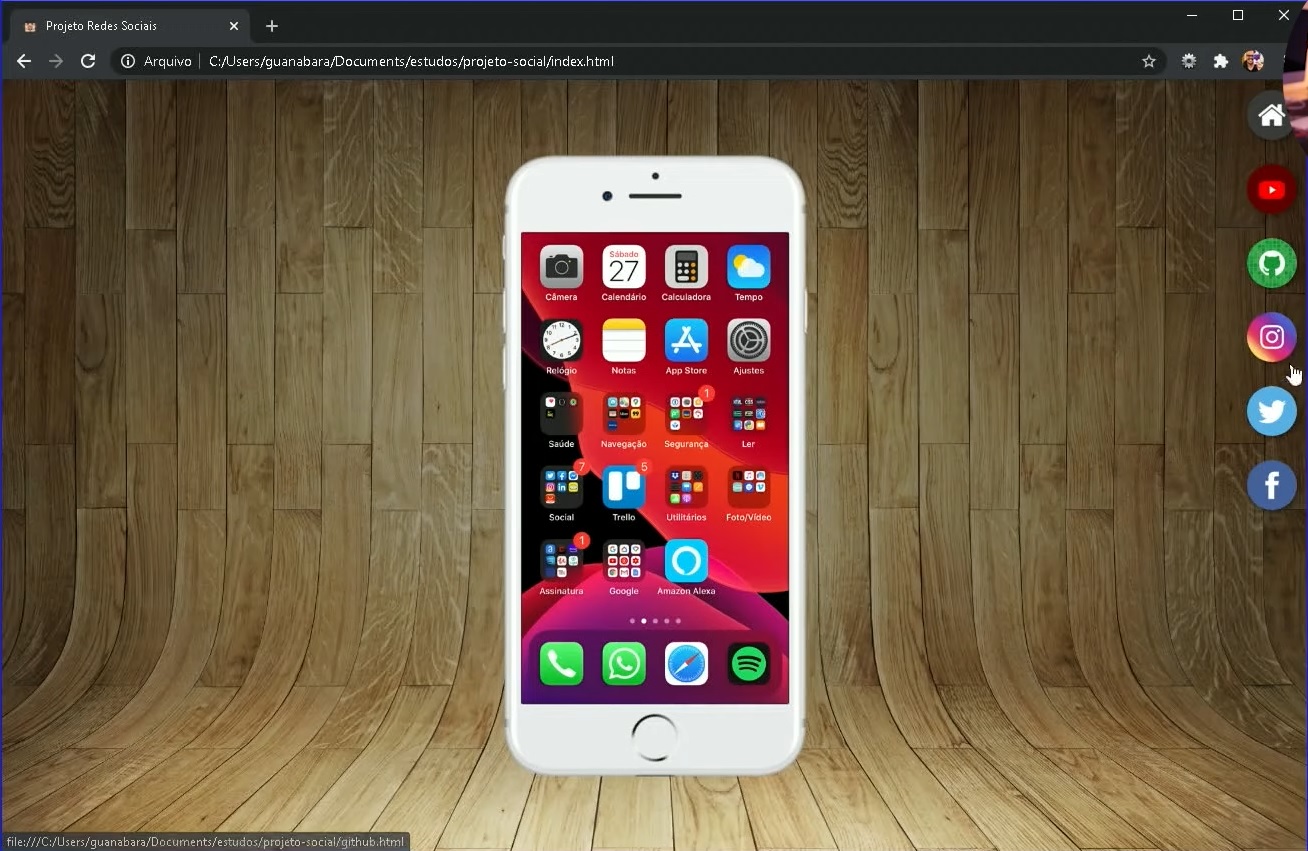 Projeto Redes Sociais
Arquivo C:/Users/guanabara/Documents/estudos/projeto-social/index.html
Sábado
27
Câmera Calendário Calculadora Tempo
Relógio Notas App Store Ajustes
1
Saúde Navegação Segurança Ler
7 5
Social Trello Utilitários Foto/Vídeo
1
Assinatura Google Amazon Alexa
file:///C:/Users/guanabara/Documents/estudos/projeto-social/github.html